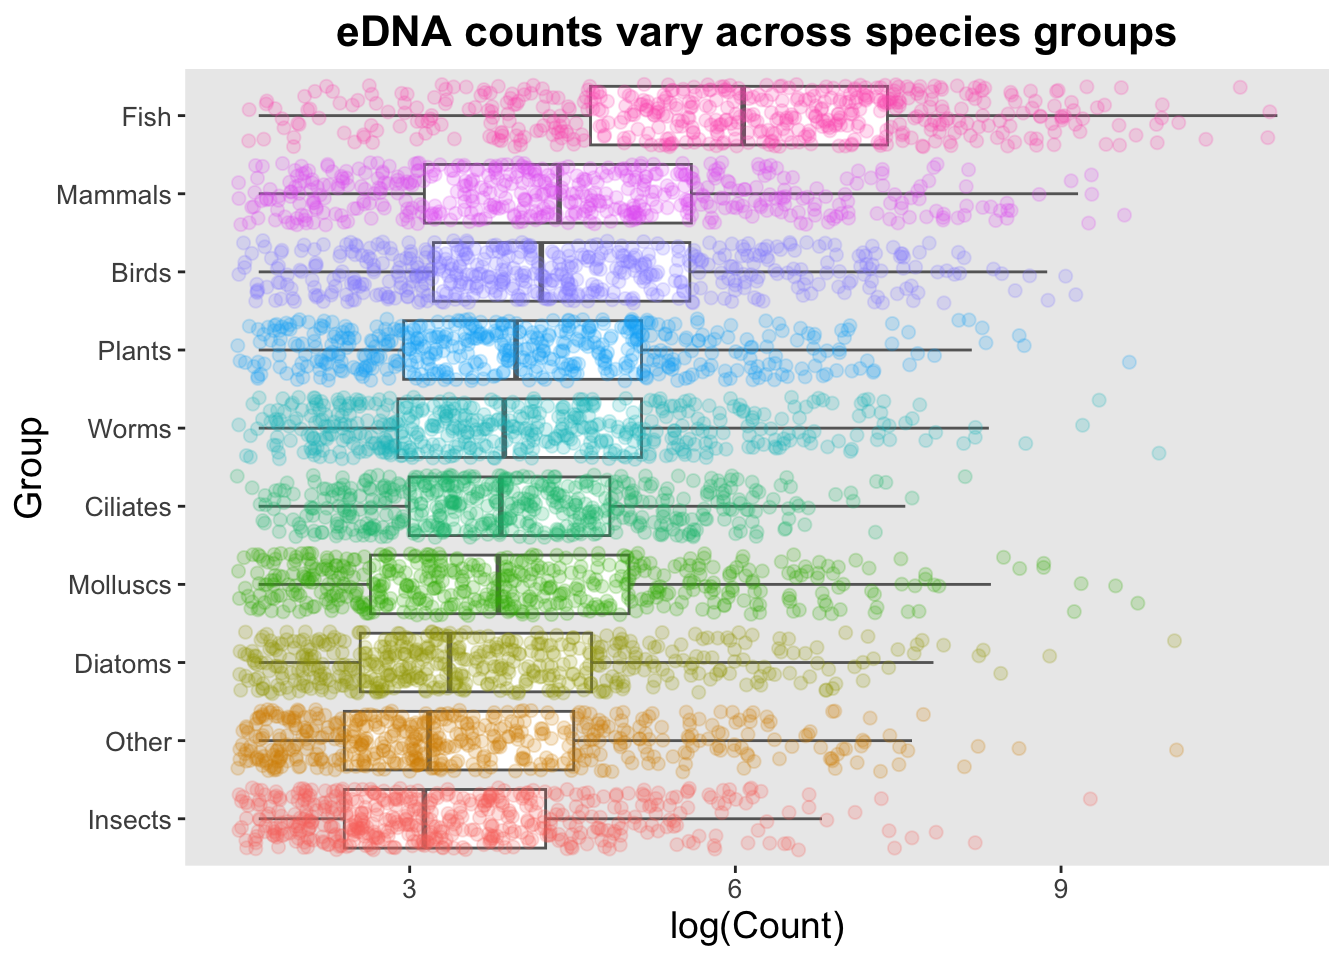 eDNA counts vary across species groups
Fish
Mammals
Birds
Plants
Worms
Ciliates
Molluscs
Diatoms
Other
Insects
Group
3 6 9
log(Count)